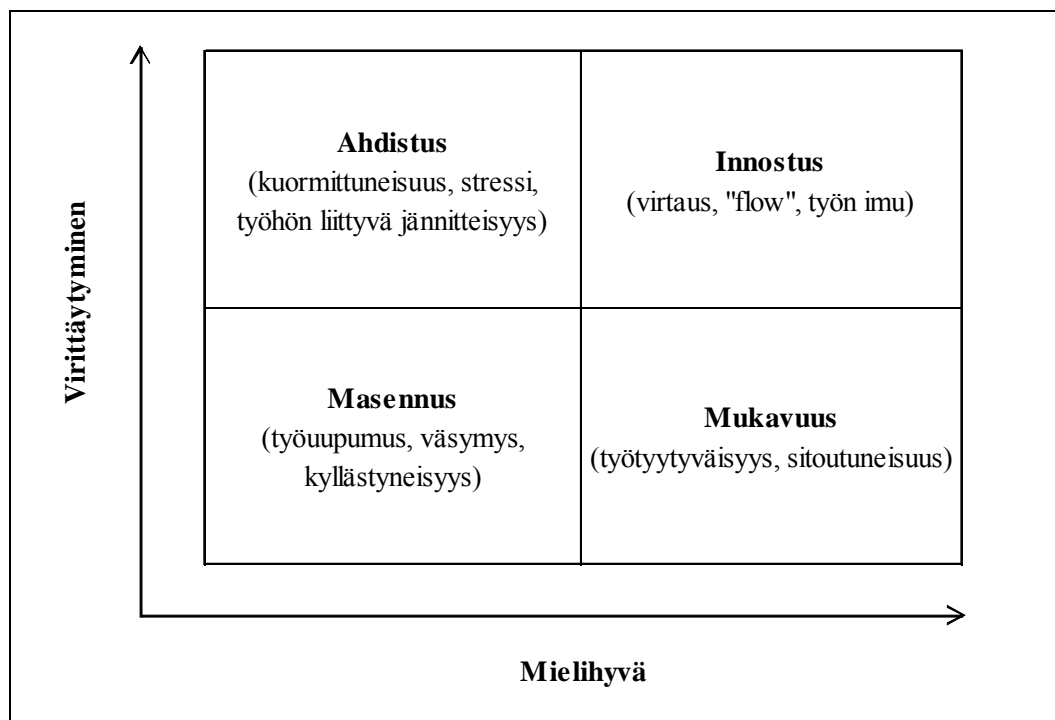 Virittäytyminen
Ahdistus
(kuormittuneisuus, stressi,
työhön liittyvä jännitteisyys)
Innostus
(virtaus, "flow", työn imu)
Masennus
(työuupumus, väsymys,
kyllästyneisyys)
Mukavuus
(työtyytyväisyys, sitoutuneisuus)
Mielihyvä